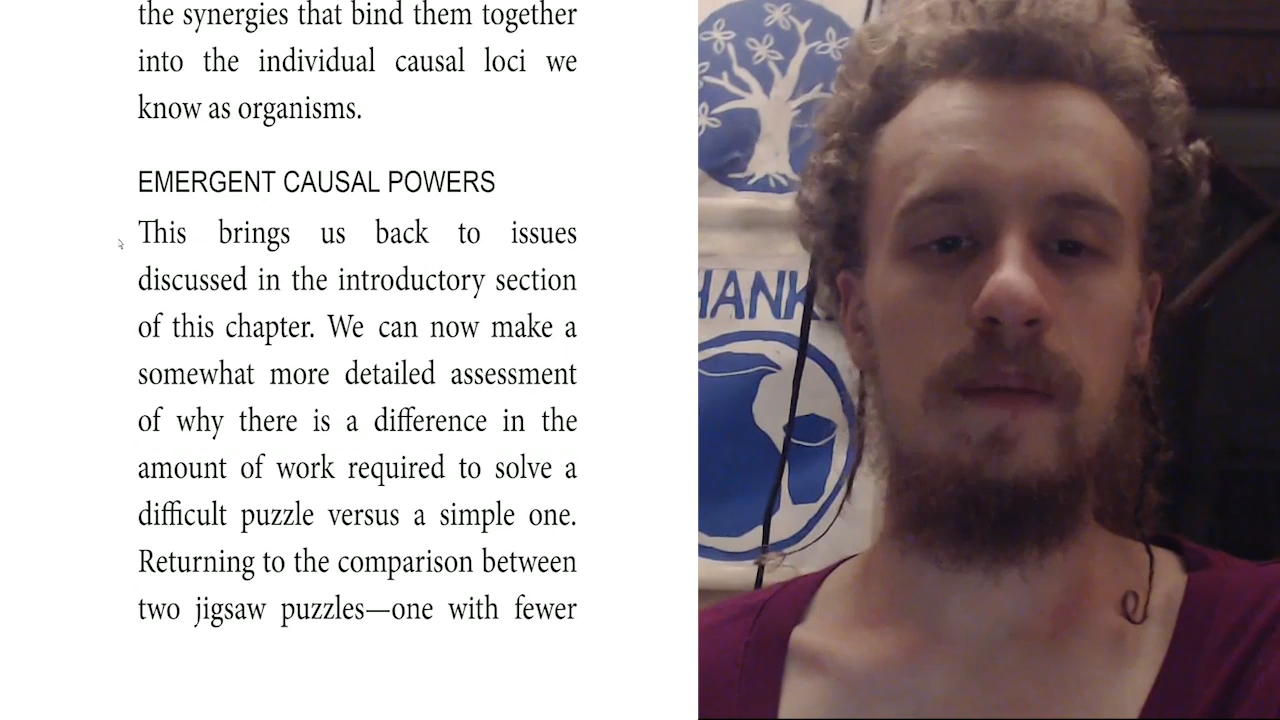 the synergies that bind them together
into the individual causal loci we
know as organisms.
EMERGENT CAUSAL POWERS
This brings us back to issues
discussed in the introductory section
of this chapter. We can now make a
somewhat more detailed assessment
of why there is a difference in the
amount of work required to solve a
difficult puzzle versus a simple one.
Returning to the comparison between
two jigsaw puzzles—one with fewer
HANK